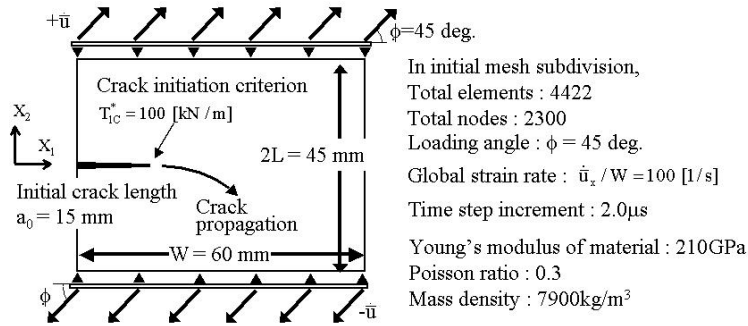 +u̇̄
ϕ=45 deg.
Crack initiation criterion
T*1C = 100 [kN / m]
X2
X1
2L = 45 mm
Initial crack length
a0 = 15 mm
Crack
propagation
W = 60 mm
ϕ
-u̇̄
In initial mesh subdivision,
Total elements : 4422
Total nodes : 2300
Loading angle : ϕ = 45 deg.
Global strain rate : u̇x / W = 100 [1/s]
Time step increment : 2.0μs
Young's modulus of material : 210GPa
Poisson ratio : 0.3
Mass density : 7900kg/m³